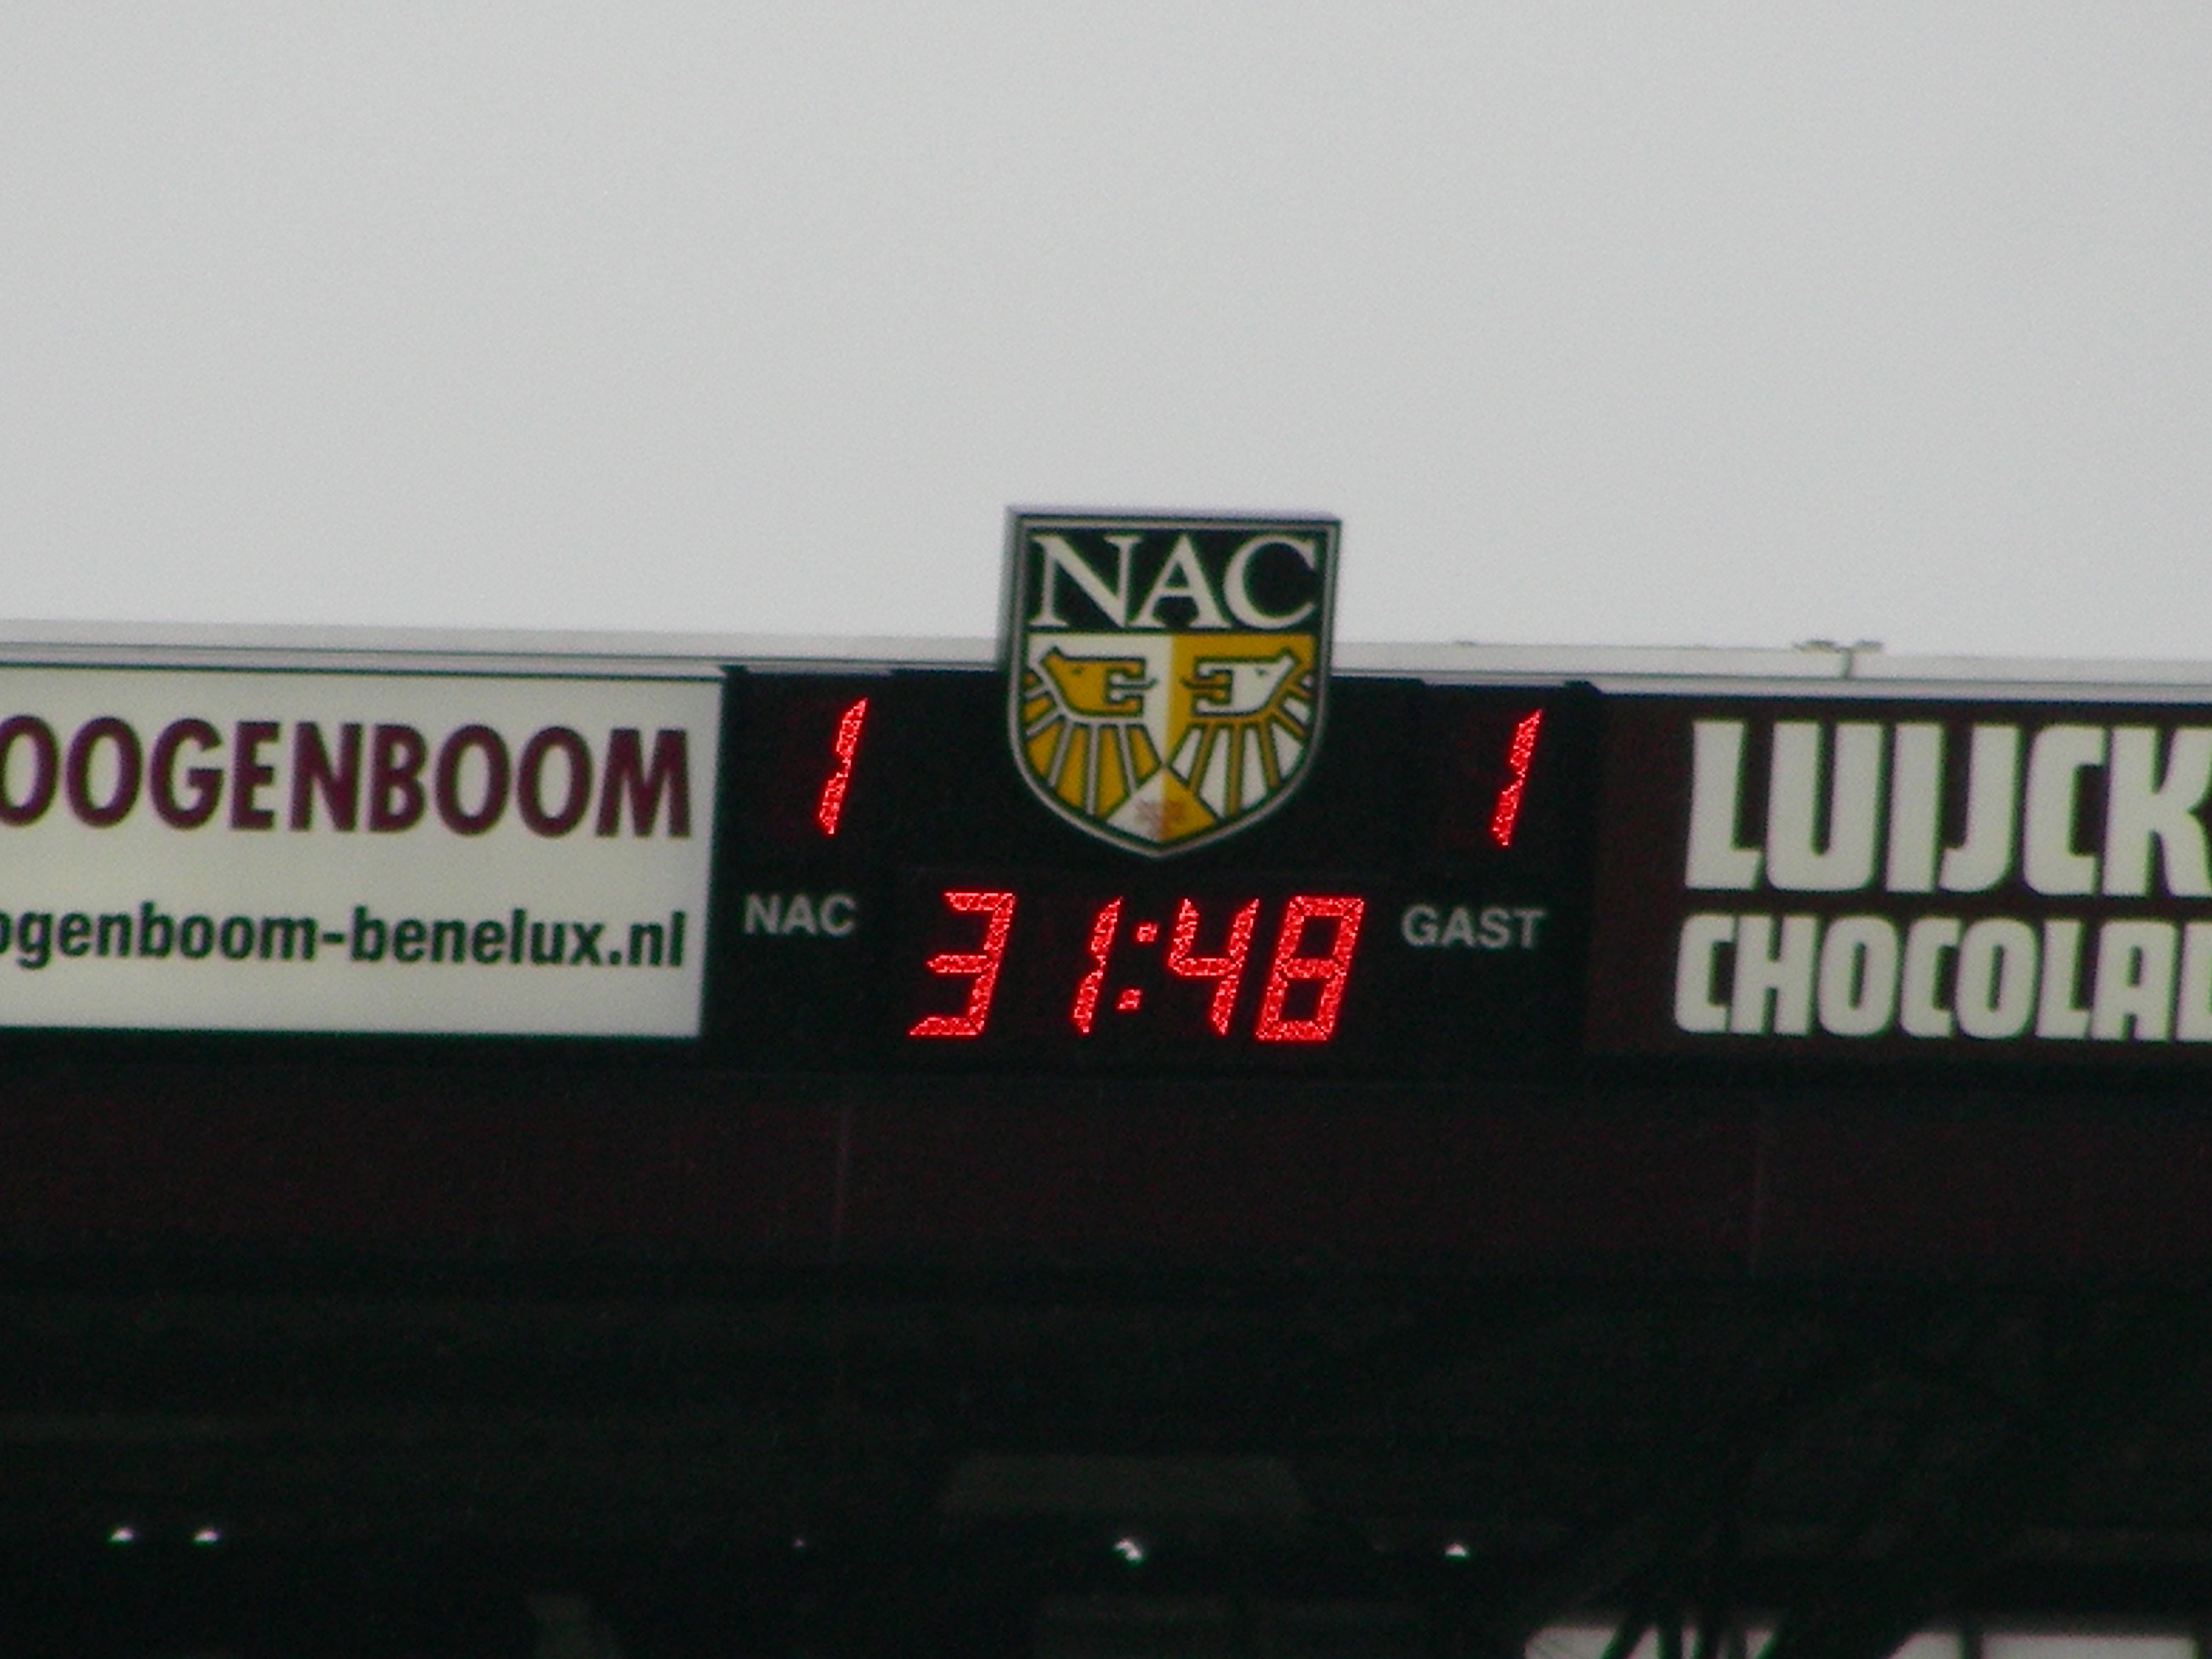 NAC
OOGENBOOM
ogenboom-benelux.nl
1
NAC
31:48
1
GAST
LUIJCK
CHOCOLA